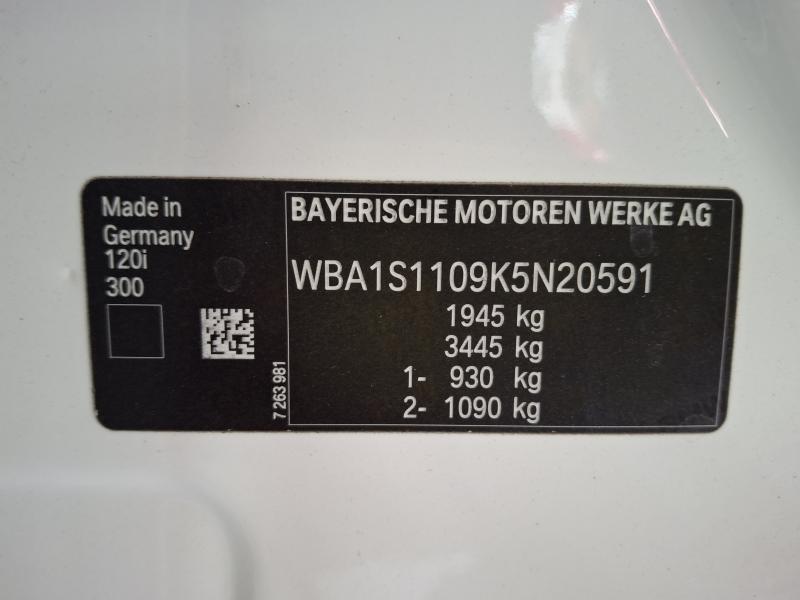 Made in
Germany
120i
300
7 263 981
BAYERISCHE MOTOREN WERKE AG
WBA1S1109K5N20591
1945 kg
3445 kg
1- 930 kg
2- 1090 kg